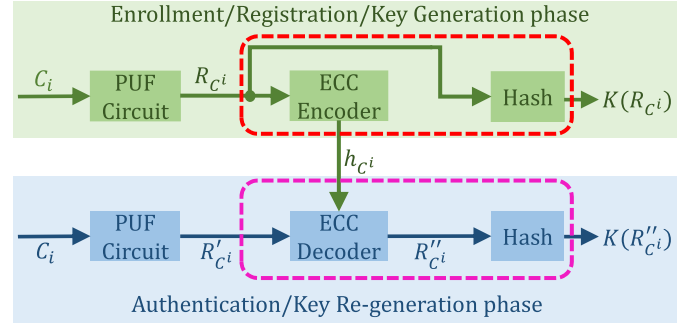 Enrollment/Registration/Key Generation phase
C_i
PUF
Circuit
R_{C^i}
ECC
Encoder
Hash
K(R_{C^i})
h_{C^i}
C_i
PUF
Circuit
R'_{C^i}
ECC
Decoder
R''_{C^i}
Hash
K(R''_{C^i})
Authentication/Key Re-generation phase